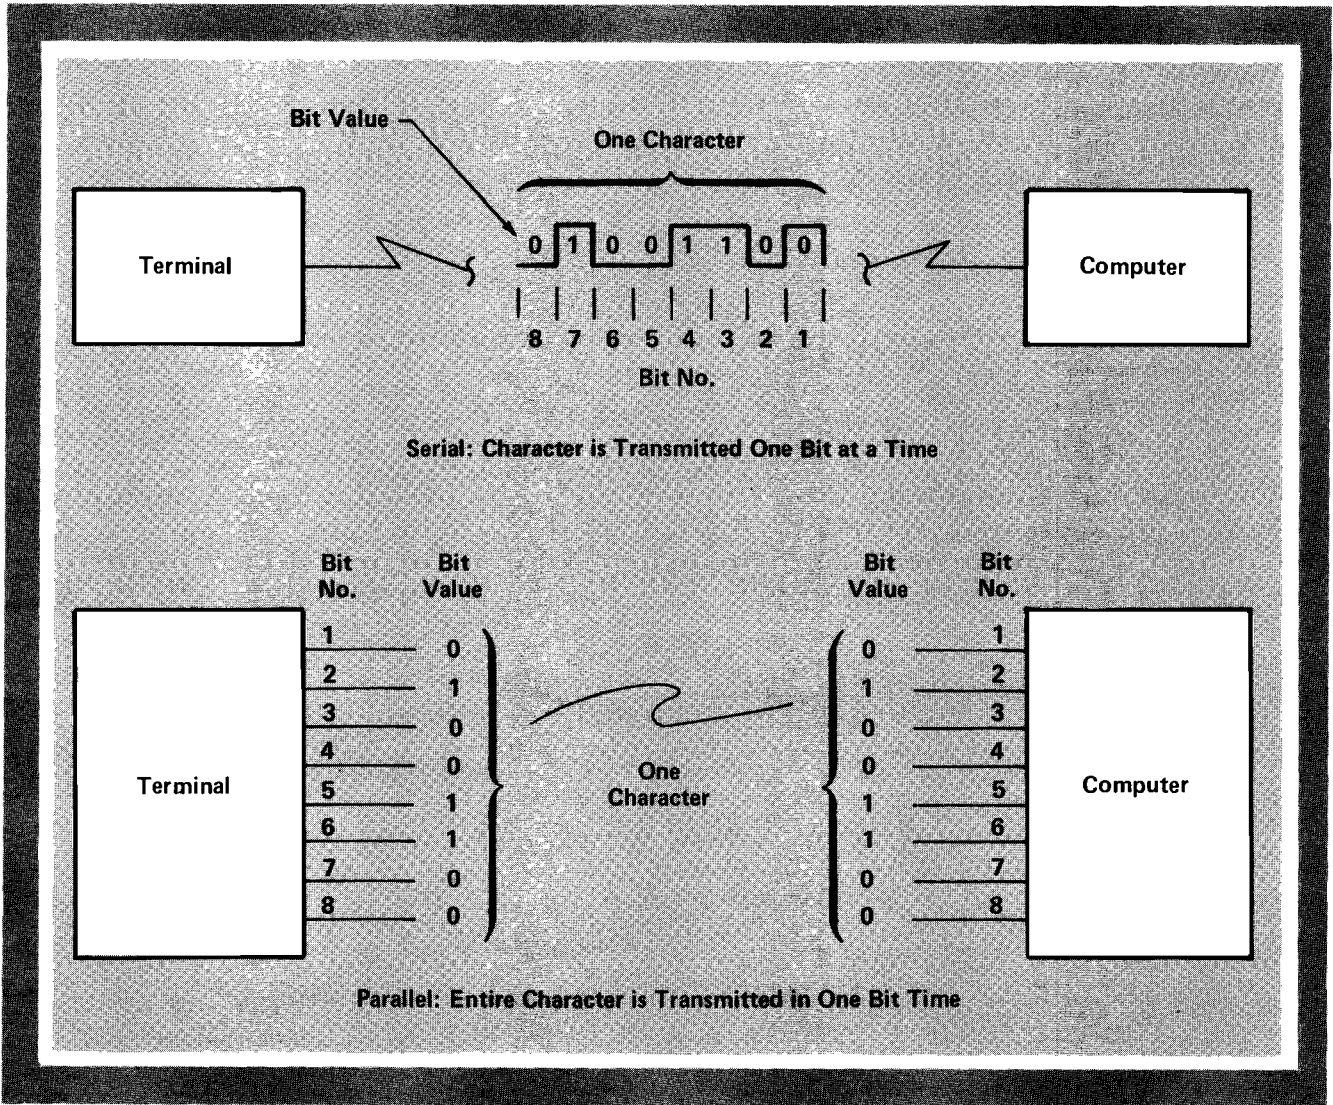 Bit Value
One Character
Terminal
0 1 0 0 1 1 0 0
Computer
8 7 6 5 4 3 2 1
Bit No.
Serial: Character is Transmitted One Bit at a Time
Bit No.
Bit Value
Bit Value
Bit No.
1 0 0 1
2 1 1 2
3 0 0 3
4 0 0 4
One Character
Terminal
Computer
5 1 1 5
6 1 1 6
7 0 0 7
8 0 0 8
Parallel: Entire Character is Transmitted in One Bit Time